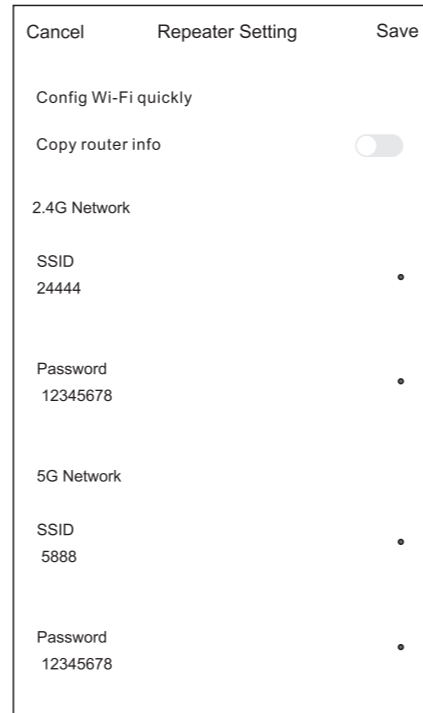 Cancel Repeater Setting Save
Config Wi-Fi quickly
Copy router info
2.4G Network
SSID
24444
Password
12345678
5G Network
SSID
5888
Password
12345678